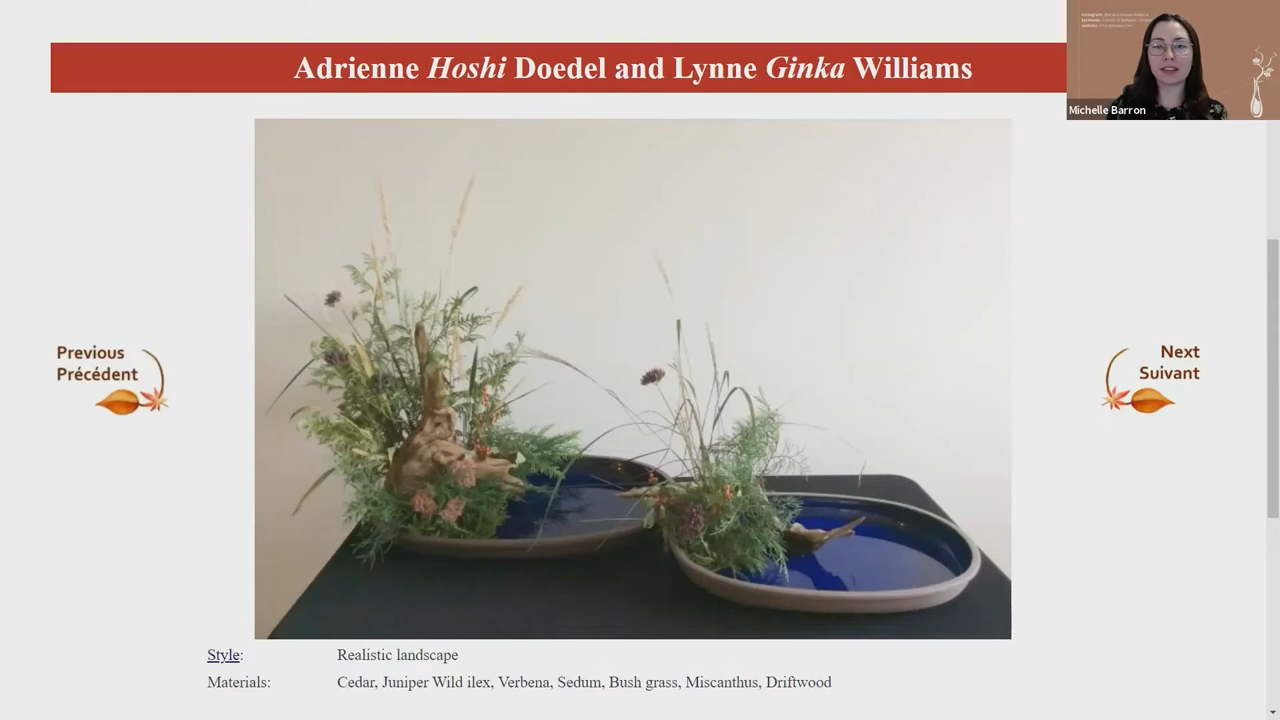 Adrienne Hoshi Doedel and Lynne Ginka Williams
Michelle Barron
Previous
Précédent
Next
Suivant
Style: Realistic landscape
Materials: Cedar, Juniper Wild ilex, Verbena, Sedum, Bush grass, Miscanthus, Driftwood